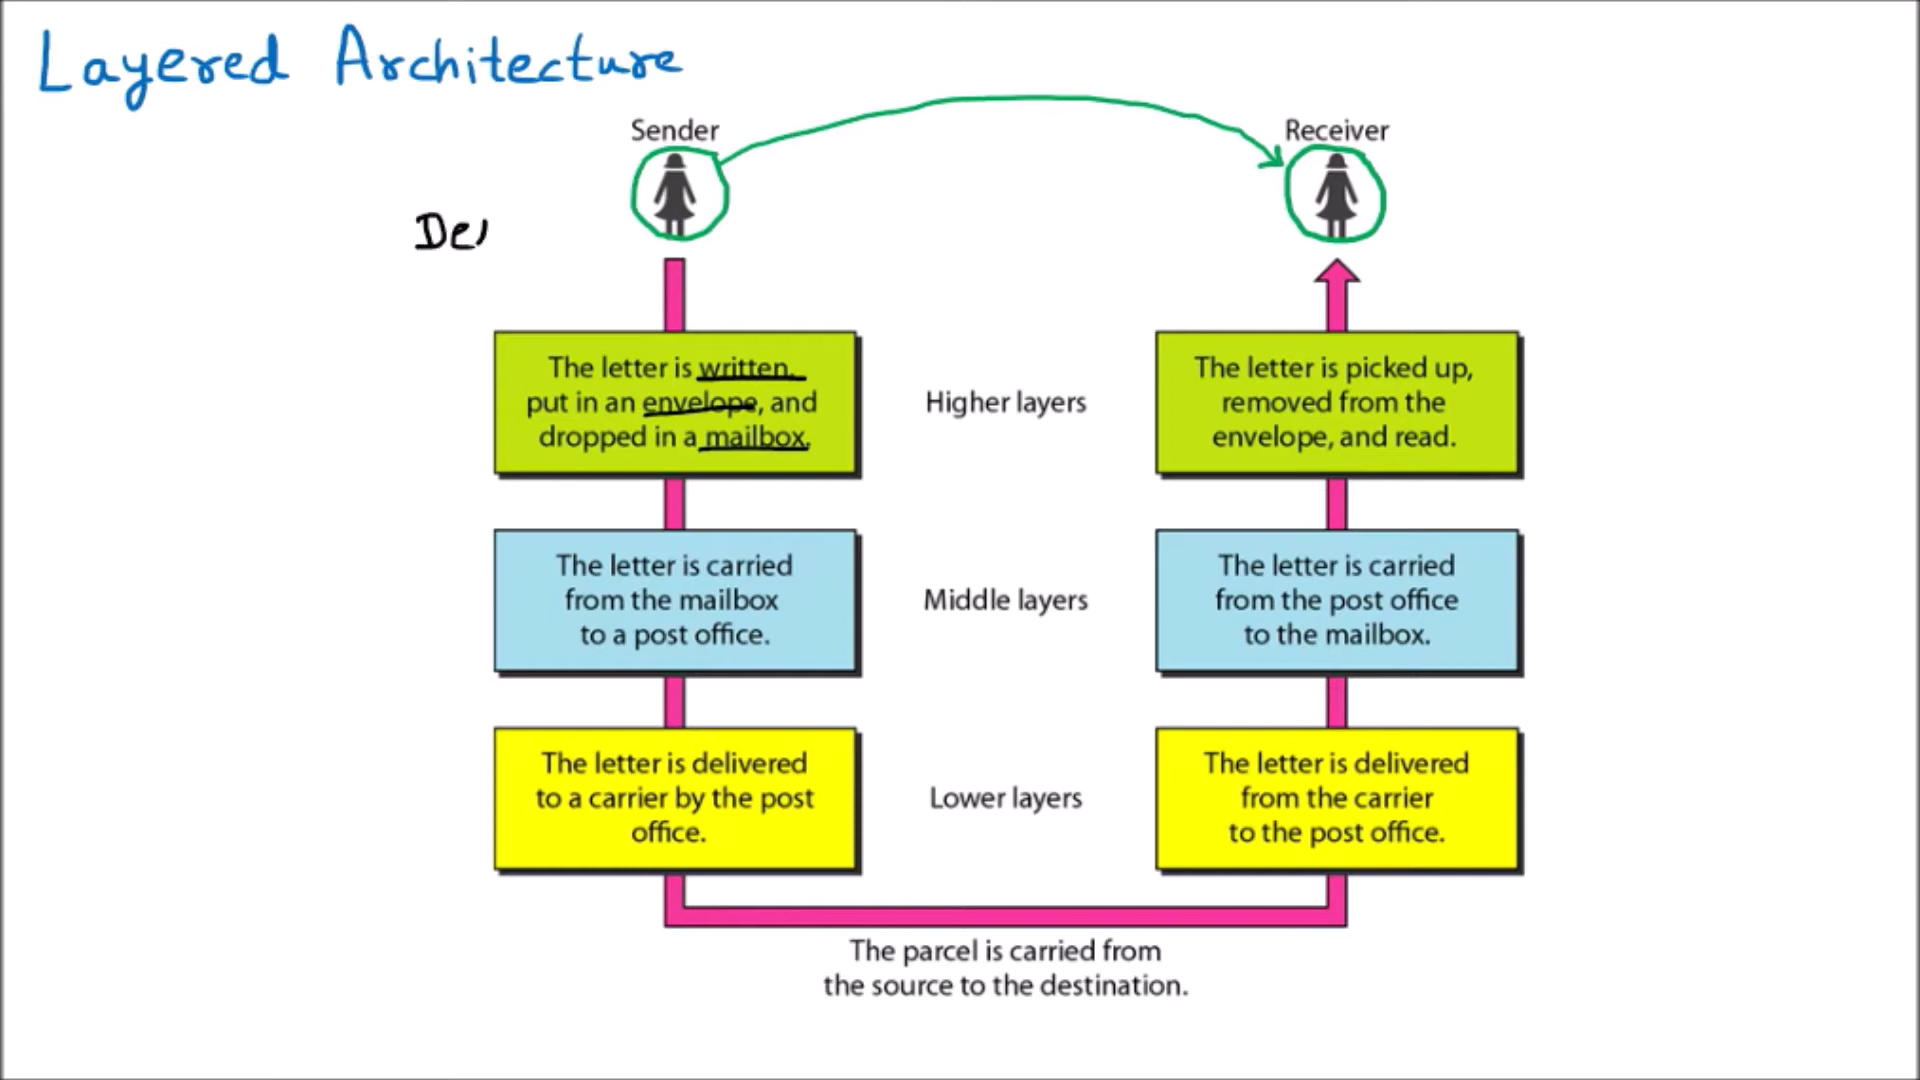 Layered Architecture
Sender
Receiver
The letter is written,
put in an envelope, and
dropped in a mailbox.
Higher layers
The letter is picked up,
removed from the
envelope, and read.
The letter is carried
from the mailbox
to a post office.
Middle layers
The letter is carried
from the post office
to the mailbox.
The letter is delivered
to a carrier by the post
office.
Lower layers
The letter is delivered
from the carrier
to the post office.
The parcel is carried from
the source to the destination.